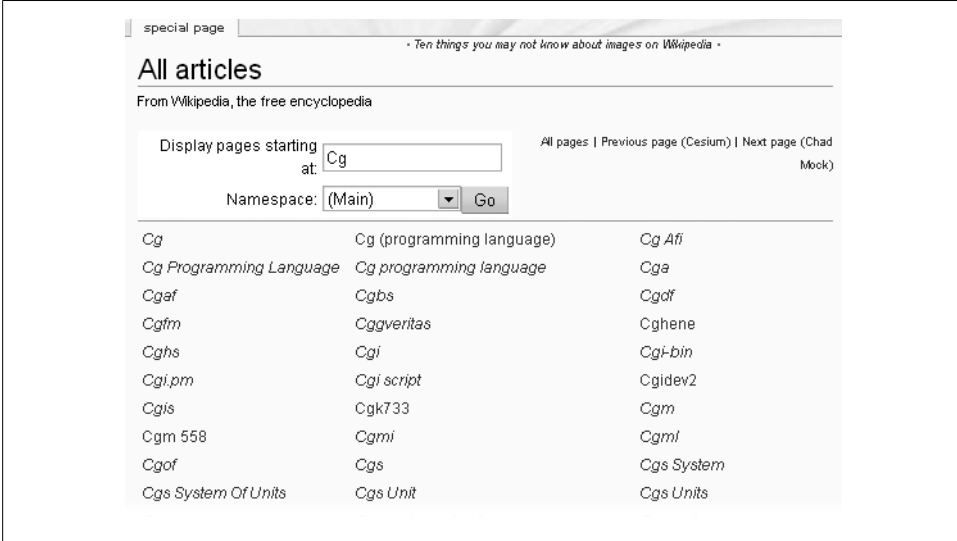 special page
- Ten things you may not know about images on Wikipedia -
All articles
From Wikipedia, the free encyclopedia
Display pages starting at: Cg
All pages | Previous page (Cesium) | Next page (Chad Mock)
Namespace: (Main) Go
Cg Cg (programming language) Cg Afi
Cg Programming Language Cg programming language Cga
Cgaf Cgbs Cgdf
Cgfm Cggveritas Cghene
Cghs Cgi Cgi-bin
Cgi.pm Cgi script Cgidev2
Cgis Cgk733 Cgm
Cgm 558 Cgmi Cgml
Cgof Cgs Cgs System
Cgs System Of Units Cgs Unit Cgs Units